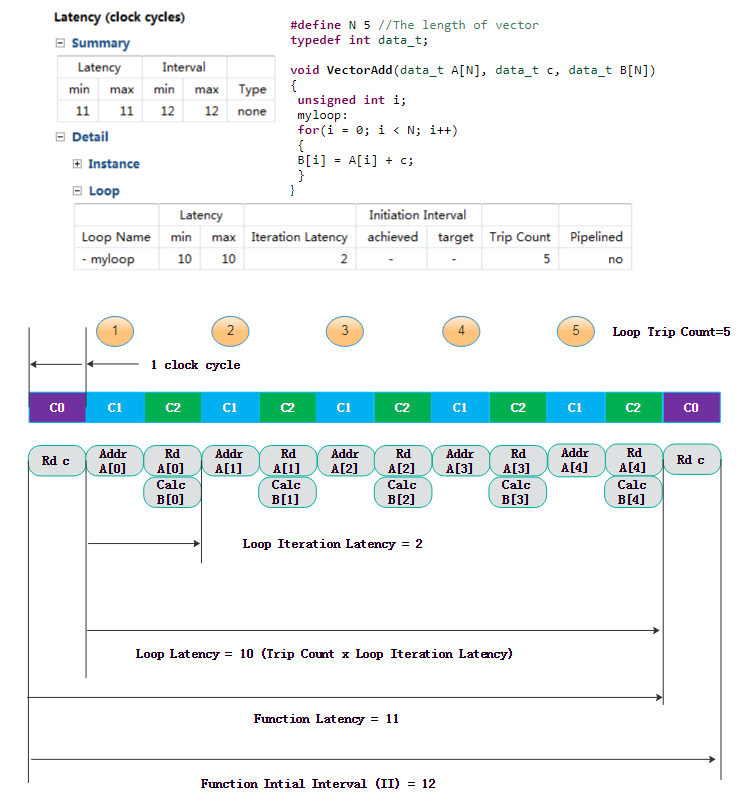 Latency (clock cycles)
Summary
Latency Interval
min max min max Type
11 11 12 12 none
Detail
Instance
Loop
#define N 5 //The length of vector
typedef int data_t;
void VectorAdd(data_t A[N], data_t c, data_t B[N])
{
unsigned int i;
myloop:
for(i = 0; i < N; i++)
{
B[i] = A[i] + c;
}
}
Latency Initiation Interval
Loop Name min max Iteration Latency achieved target Trip Count Pipelined
- myloop 10 10 2 - - 5 no
1 2 3 4 5 Loop Trip Count=5
1 clock cycle
C0 C1 C2 C1 C2 C1 C2 C1 C2 C1 C2 C0
Rd c Addr Rd Addr Rd Addr Rd Addr Rd Addr Rd Rd c
A[0] A[0] A[1] A[1] A[2] A[2] A[3] A[3] A[4] A[4]
Calc Calc Calc Calc Calc
B[0] B[1] B[2] B[3] B[4]
Loop Iteration Latency = 2
Loop Latency = 10 (Trip Count x Loop Iteration Latency)
Function Latency = 11
Function Intial Interval (II) = 12